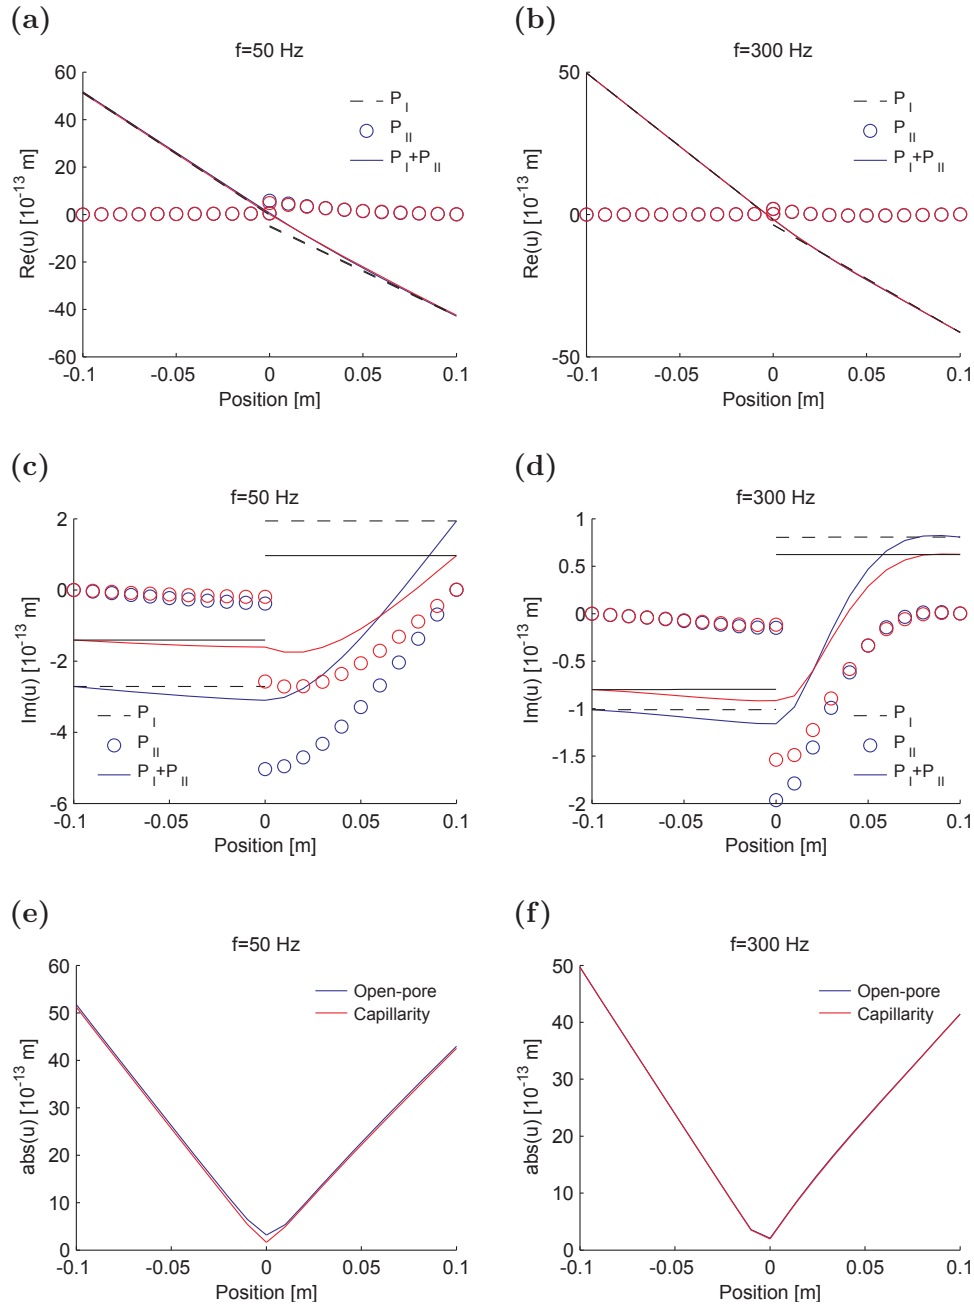 (a)
f=50 Hz
60
40
20
0
-20
-40
-60
-0.1
-0.05
0
0.05
0.1
Re(u) [10^-13 m]
Position [m]
P_I
P_II
P_I+P_II
(b)
f=300 Hz
50
0
-50
-0.1
-0.05
0
0.05
0.1
Re(u) [10^-13 m]
Position [m]
P_I
P_II
P_I+P_II
(c)
f=50 Hz
2
0
-2
-4
-6
-0.1
-0.05
0
0.05
0.1
Im(u) [10^-13 m]
Position [m]
P_I
P_II
P_I+P_II
(d)
f=300 Hz
1
0.5
0
-0.5
-1
-1.5
-2
-0.1
-0.05
0
0.05
0.1
Im(u) [10^-13 m]
Position [m]
P_I
P_II
P_I+P_II
(e)
f=50 Hz
60
50
40
30
20
10
0
-0.1
-0.05
0
0.05
0.1
abs(u) [10^-13 m]
Position [m]
Open-pore
Capillarity
(f)
f=300 Hz
50
40
30
20
10
0
-0.1
-0.05
0
0.05
0.1
abs(u) [10^-13 m]
Position [m]
Open-pore
Capillarity